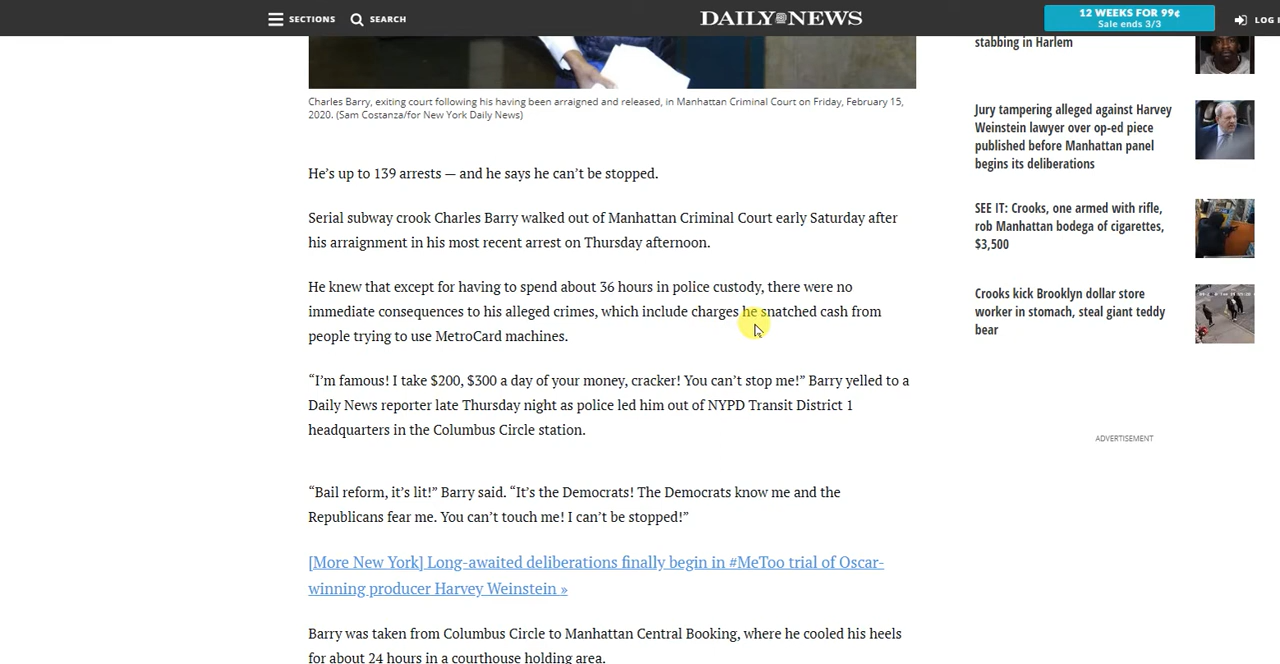 SECTIONS
SEARCH
DAILY NEWS
12 WEEKS FOR 99¢
Sale ends 3/3
LOG
Charles Barry, exiting court following his having been arraigned and released, in Manhattan Criminal Court on Friday, February 15,
2020. (Sam Costanza/for New York Daily News)
He’s up to 139 arrests — and he says he can’t be stopped.
Serial subway crook Charles Barry walked out of Manhattan Criminal Court early Saturday after
his arraignment in his most recent arrest on Thursday afternoon.
He knew that except for having to spend about 36 hours in police custody, there were no
immediate consequences to his alleged crimes, which include charges he snatched cash from
people trying to use MetroCard machines.
“I’m famous! I take $200, $300 a day of your money, cracker! You can’t stop me!” Barry yelled to a
Daily News reporter late Thursday night as police led him out of NYPD Transit District 1
headquarters in the Columbus Circle station.
“Bail reform, it’s lit!” Barry said. “It’s the Democrats! The Democrats know me and the
Republicans fear me. You can’t touch me! I can’t be stopped!”
[More New York] Long-awaited deliberations finally begin in #MeToo trial of Oscar-
winning producer Harvey Weinstein »
Barry was taken from Columbus Circle to Manhattan Central Booking, where he cooled his heels
for about 24 hours in a courthouse holding area.
stabbing in Harlem
Jury tampering alleged against Harvey
Weinstein lawyer over op-ed piece
published before Manhattan panel
begins its deliberations
SEE IT: Crooks, one armed with rifle,
rob Manhattan bodega of cigarettes,
$3,500
Crooks kick Brooklyn dollar store
worker in stomach, steal giant teddy
bear
ADVERTISEMENT